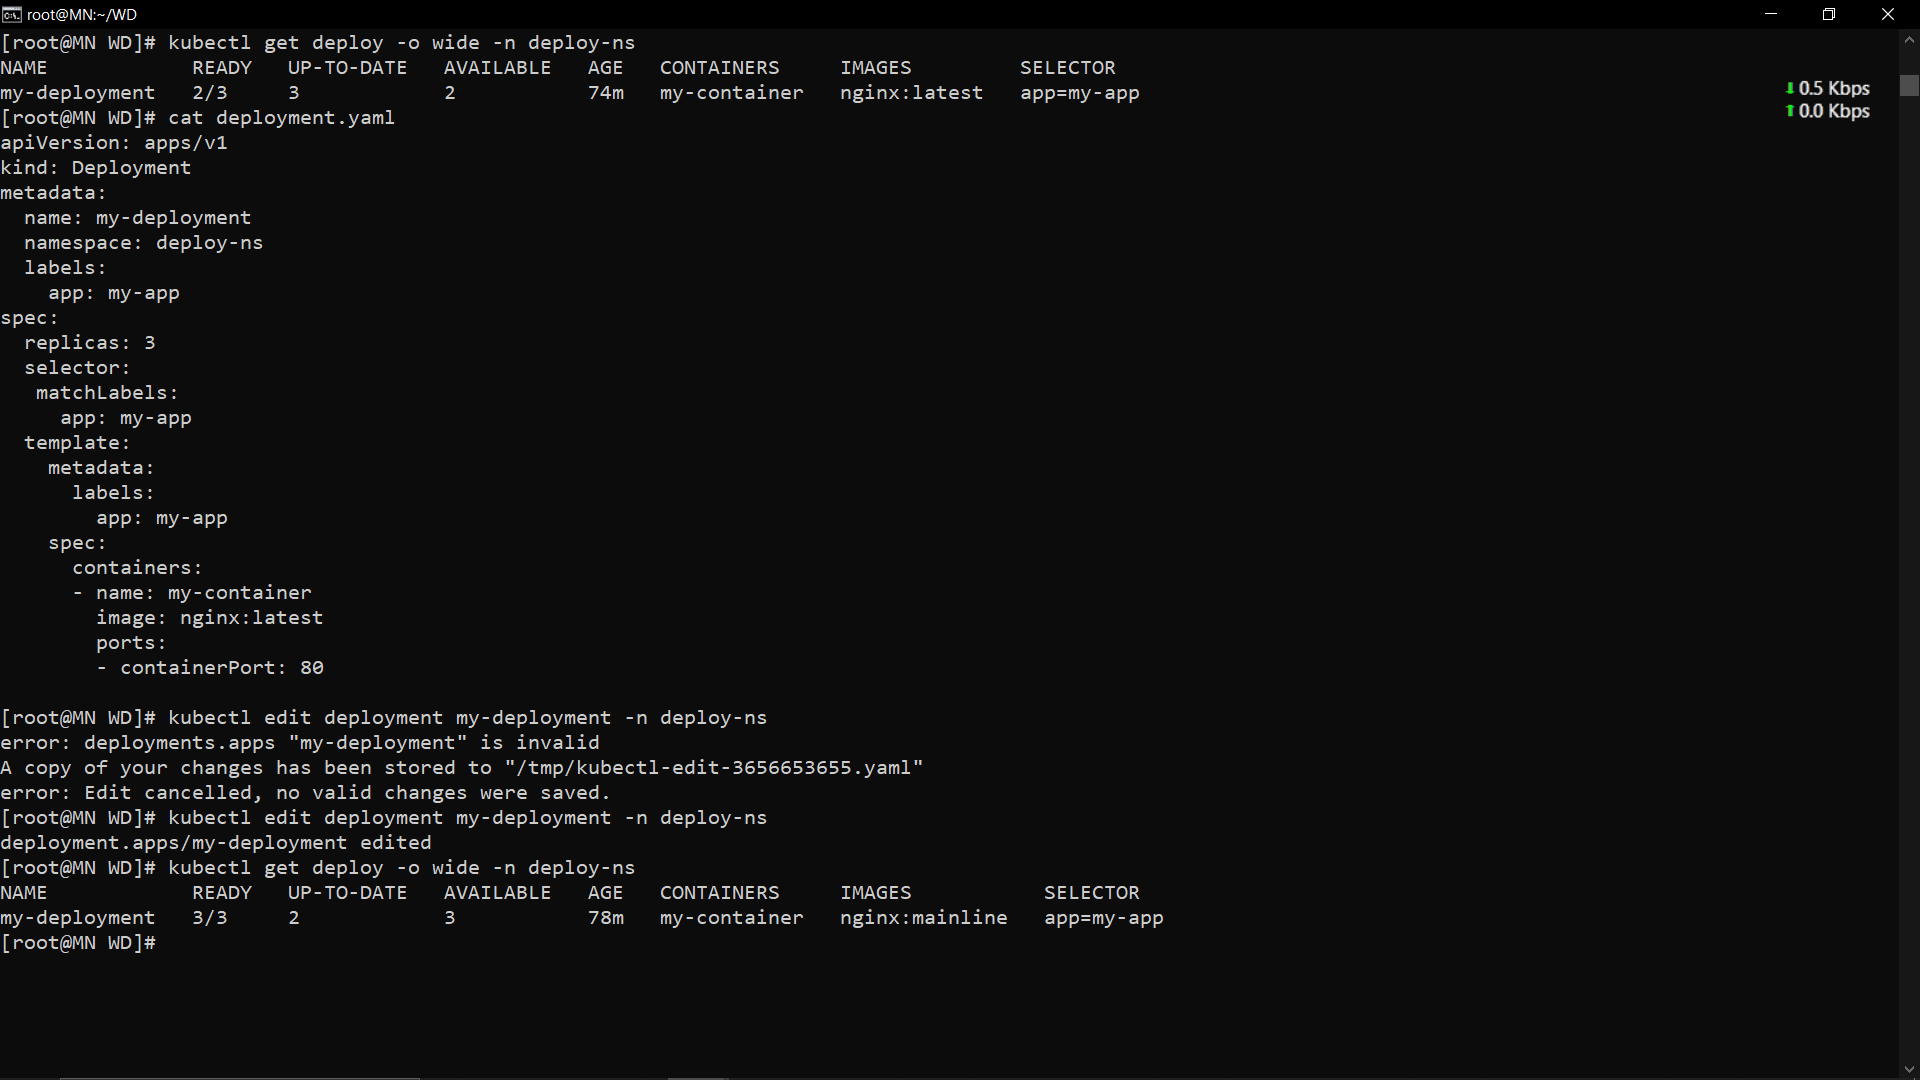 root@MN:~/WD
[root@MN WD]# kubectl get deploy -o wide -n deploy-ns
NAME            READY   UP-TO-DATE   AVAILABLE   AGE   CONTAINERS     IMAGES         SELECTOR
my-deployment   2/3     3            2           74m   my-container   nginx:latest   app=my-app
0.5 Kbps
0.0 Kbps
[root@MN WD]# cat deployment.yaml
apiVersion: apps/v1
kind: Deployment
metadata:
  name: my-deployment
  namespace: deploy-ns
  labels:
    app: my-app
spec:
  replicas: 3
  selector:
   matchLabels:
     app: my-app
  template:
    metadata:
      labels:
        app: my-app
    spec:
      containers:
      - name: my-container
        image: nginx:latest
        ports:
        - containerPort: 80
[root@MN WD]# kubectl edit deployment my-deployment -n deploy-ns
error: deployments.apps "my-deployment" is invalid
A copy of your changes has been stored to "/tmp/kubectl-edit-3656653655.yaml"
error: Edit cancelled, no valid changes were saved.
[root@MN WD]# kubectl edit deployment my-deployment -n deploy-ns
deployment.apps/my-deployment edited
[root@MN WD]# kubectl get deploy -o wide -n deploy-ns
NAME            READY   UP-TO-DATE   AVAILABLE   AGE   CONTAINERS     IMAGES           SELECTOR
my-deployment   3/3     2            3           78m   my-container   nginx:mainline   app=my-app
[root@MN WD]#